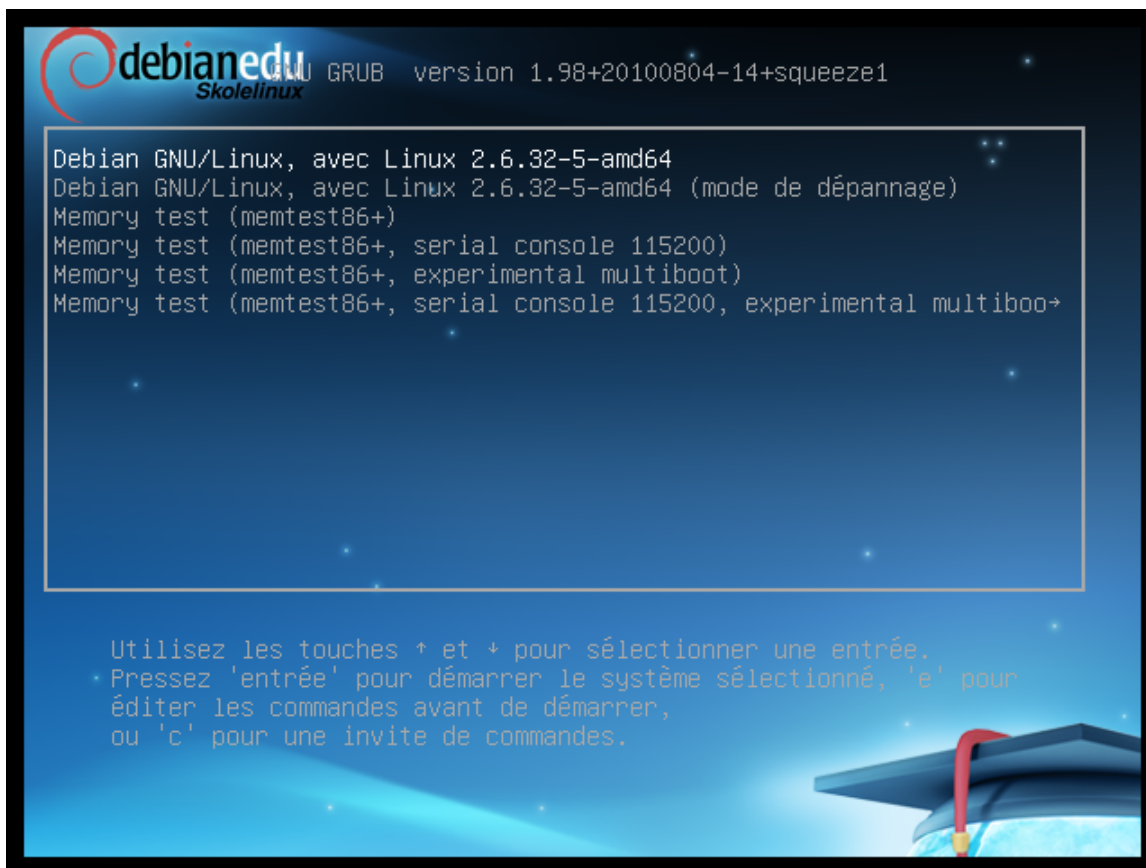 debianedu
Skolelinux
GNU GRUB version 1.98+20100804-14+squeeze1
Debian GNU/Linux, avec Linux 2.6.32-5-amd64
Debian GNU/Linux, avec Linux 2.6.32-5-amd64 (mode de dépannage)
Memory test (memtest86+)
Memory test (memtest86+, serial console 115200)
Memory test (memtest86+, experimental multiboot)
Memory test (memtest86+, serial console 115200, experimental multiboo→
Utilisez les touches ↑ et ↓ pour sélectionner une entrée.
Pressez 'entrée' pour démarrer le système sélectionné, 'e' pour
éditer les commandes avant de démarrer,
ou 'c' pour une invite de commandes.